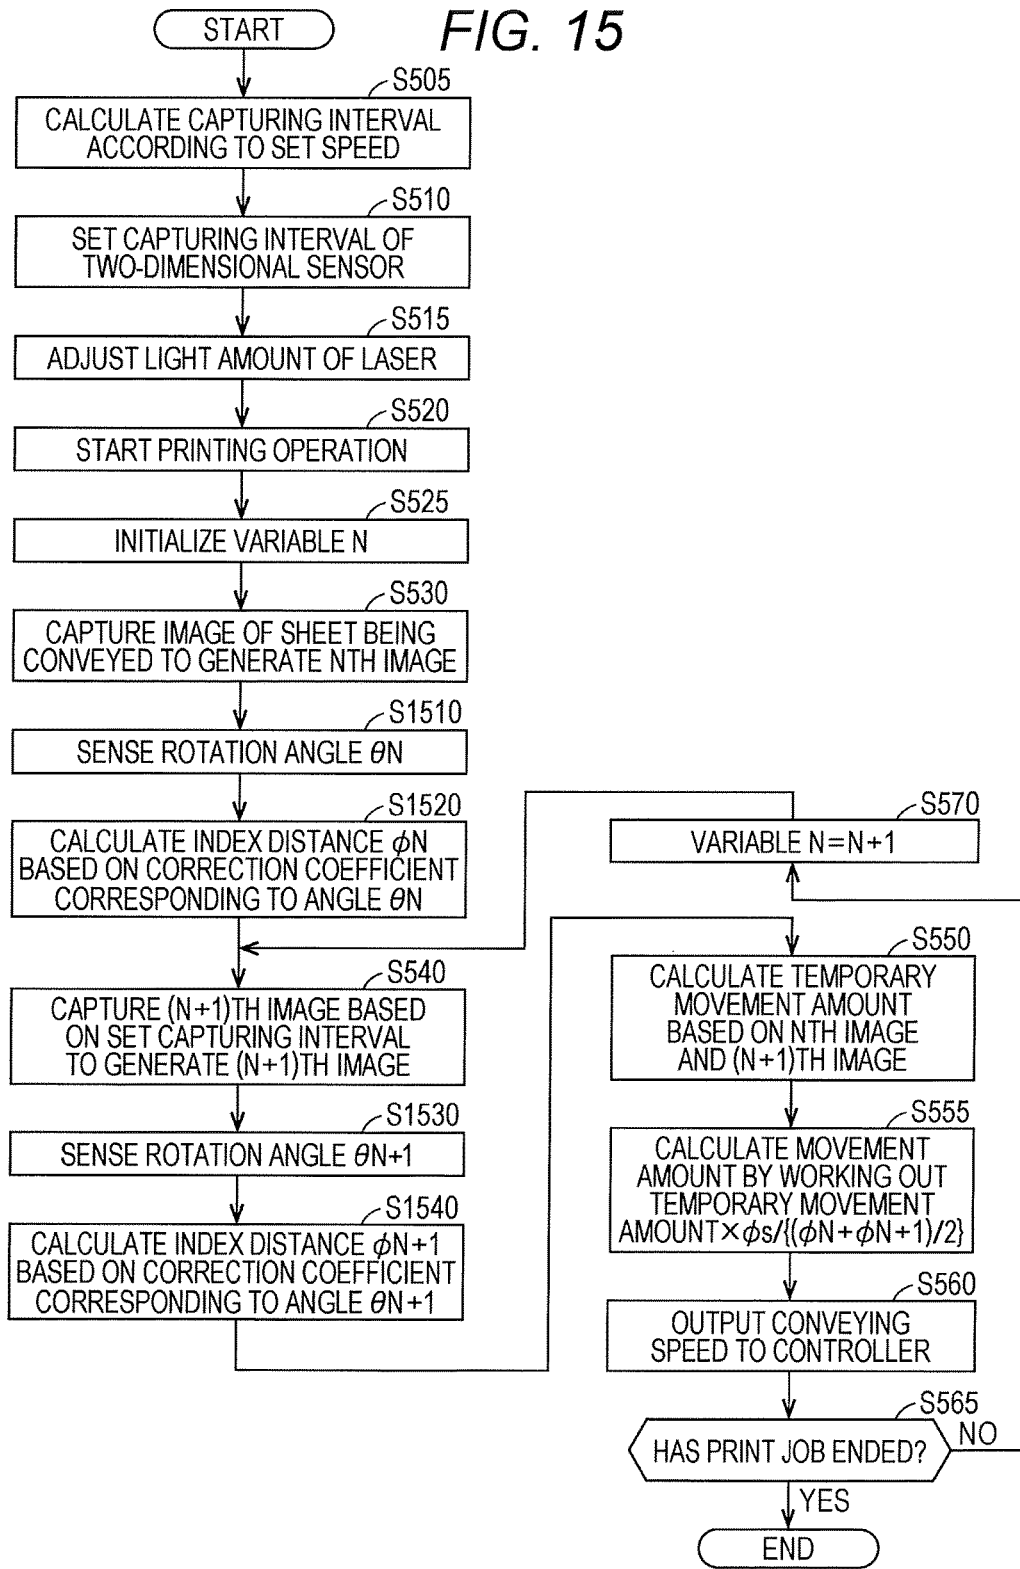 FIG. 15
START
S505
CALCULATE CAPTURING INTERVAL
ACCORDING TO SET SPEED
S510
SET CAPTURING INTERVAL OF
TWO-DIMENSIONAL SENSOR
S515
ADJUST LIGHT AMOUNT OF LASER
S520
START PRINTING OPERATION
S525
INITIALIZE VARIABLE N
S530
CAPTURE IMAGE OF SHEET BEING
CONVEYED TO GENERATE NTH IMAGE
S1510
SENSE ROTATION ANGLE θN
S1520
CALCULATE INDEX DISTANCE ϕN
BASED ON CORRECTION COEFFICIENT
CORRESPONDING TO ANGLE θN
S540
CAPTURE (N+1)TH IMAGE BASED
ON SET CAPTURING INTERVAL
TO GENERATE (N+1)TH IMAGE
S1530
SENSE ROTATION ANGLE θN+1
S1540
CALCULATE INDEX DISTANCE ϕN+1
BASED ON CORRECTION COEFFICIENT
CORRESPONDING TO ANGLE θN+1
S570
VARIABLE N=N+1
S550
CALCULATE TEMPORARY
MOVEMENT AMOUNT
BASED ON NTH IMAGE
AND (N+1)TH IMAGE
S555
CALCULATE MOVEMENT
AMOUNT BY WORKING OUT
TEMPORARY MOVEMENT
AMOUNT×ϕs/{(ϕN+ϕN+1)/2}
S560
OUTPUT CONVEYING
SPEED TO CONTROLLER
S565
HAS PRINT JOB ENDED?
NO
YES
END